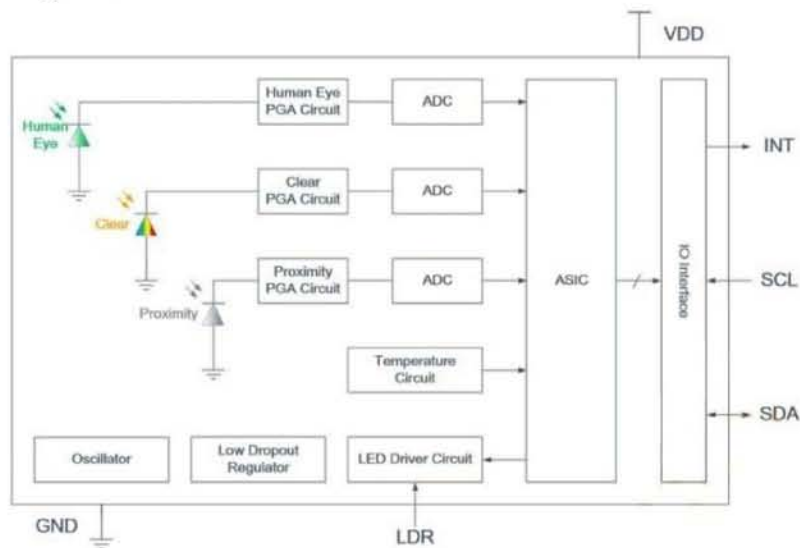 VDD
Human Eye
PGA Circuit
ADC
Human
Eye
INT
Clear
PGA Circuit
ADC
Clear
Proximity
PGA Circuit
ADC
ASIC
IO Interface
SCL
Proximity
Temperature
Circuit
SDA
Oscillator
Low Dropout
Regulator
LED Driver Circuit
GND
LDR